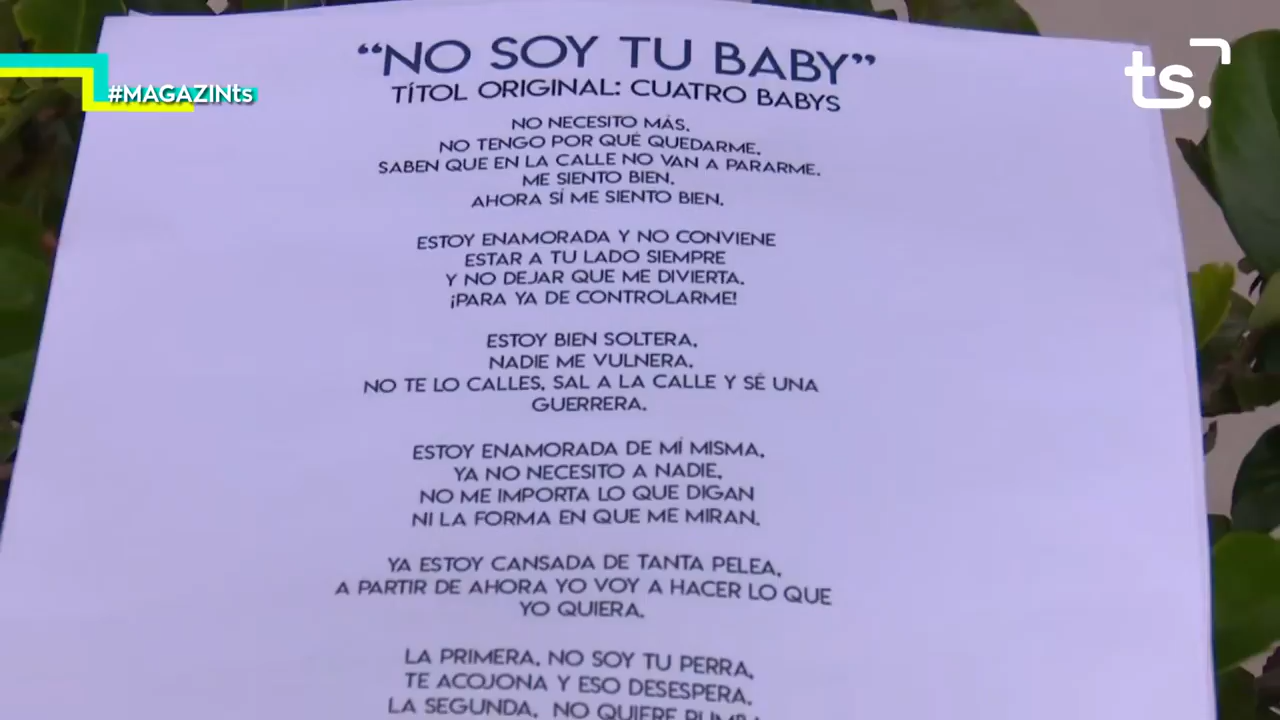 ts.
#MAGAZINts
“NO SOY TU BABY”
TÍTOL ORIGINAL: CUATRO BABYS
NO NECESITO MÁS,
NO TENGO POR QUÉ QUEDARME,
SABEN QUE EN LA CALLE NO VAN A PARARME.
ME SIENTO BIEN,
AHORA SÍ ME SIENTO BIEN.
ESTOY ENAMORADA Y NO CONVIENE
ESTAR A TU LADO SIEMPRE
Y NO DEJAR QUE ME DIVIERTA.
¡PARA YA DE CONTROLARME!
ESTOY BIEN SOLTERA,
NADIE ME VULNERA,
NO TE LO CALLES, SAL A LA CALLE Y SÉ UNA
GUERRERA.
ESTOY ENAMORADA DE MÍ MISMA,
YA NO NECESITO A NADIE,
NO ME IMPORTA LO QUE DIGAN
NI LA FORMA EN QUE ME MIRAN.
YA ESTOY CANSADA DE TANTA PELEA,
A PARTIR DE AHORA YO VOY A HACER LO QUE
YO QUIERA.
LA PRIMERA, NO SOY TU PERRA,
TE ACOJONA Y ESO DESESPERA.
LA SEGUNDA, NO QUIERE